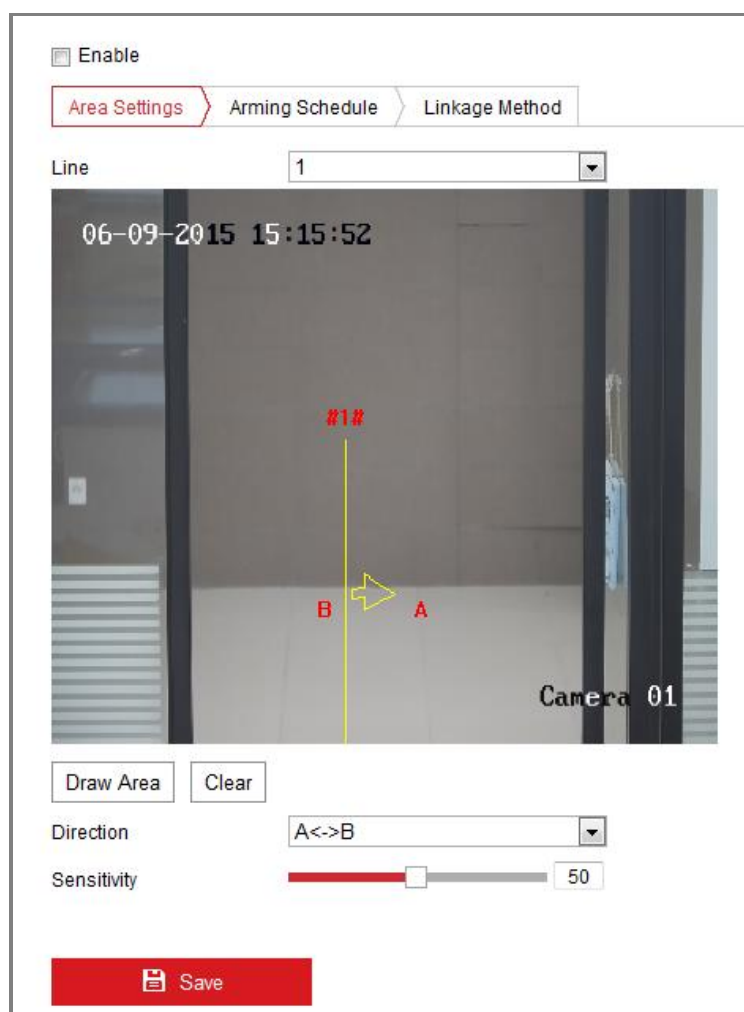 Enable
Area Settings
Arming Schedule
Linkage Method
Line
1
06-09-2015 15:15:52
#1#
B
A
Camera 01
Draw Area
Clear
Direction
A<->B
Sensitivity
50
Save